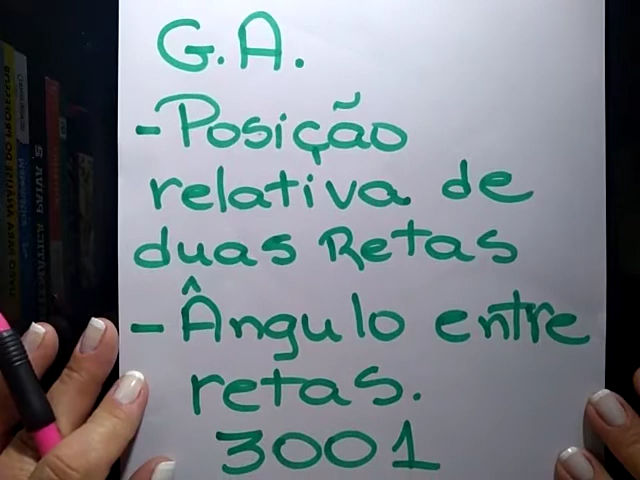 G.A.
- Posição
relativa de
duas Retas
- Ângulo entre
retas.
3001